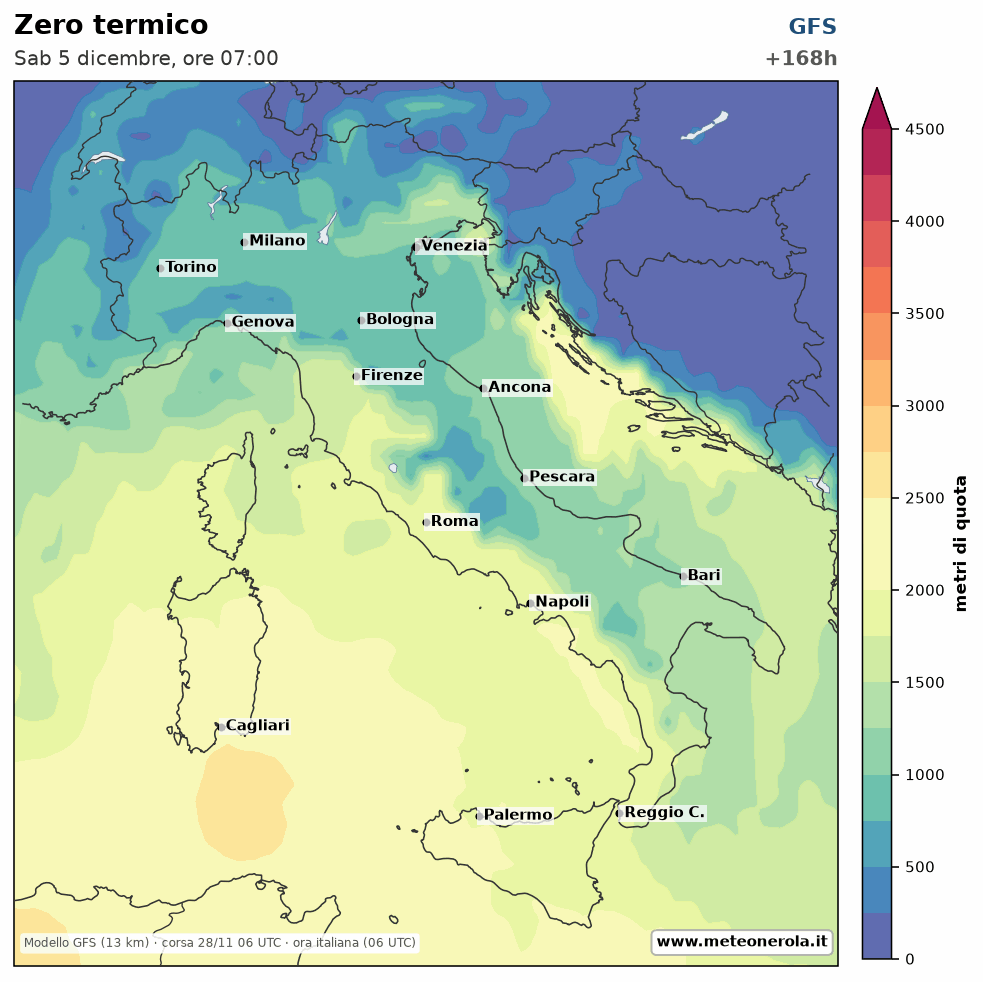 Zero termico
GFS
Sab 5 dicembre, ore 07:00
+168h
4500
4000
3500
3000
2500
2000
1500
1000
500
0
metri di quota
Milano
Venezia
Torino
Genova
Bologna
Firenze
Ancona
Pescara
Roma
Bari
Napoli
Cagliari
Palermo
Reggio C.
Modello GFS (13 km) · corsa 28/11 06 UTC · ora italiana (06 UTC)
www.meteonerola.it